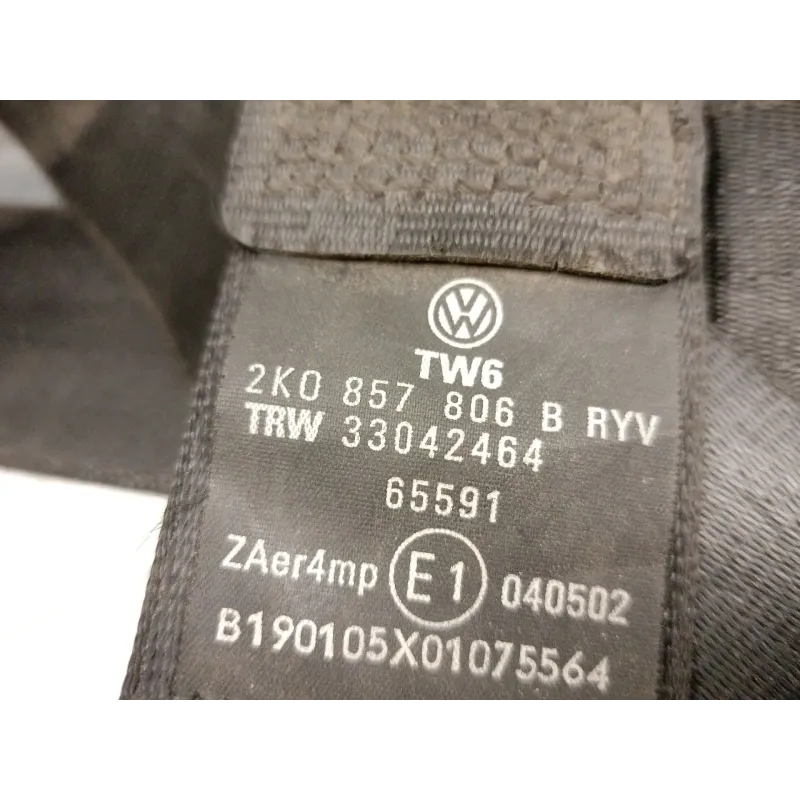 TW6
2K0 857 806 B RYV
TRW 33042464
65591
ZAer4mp E1 040502
B190105X01075564